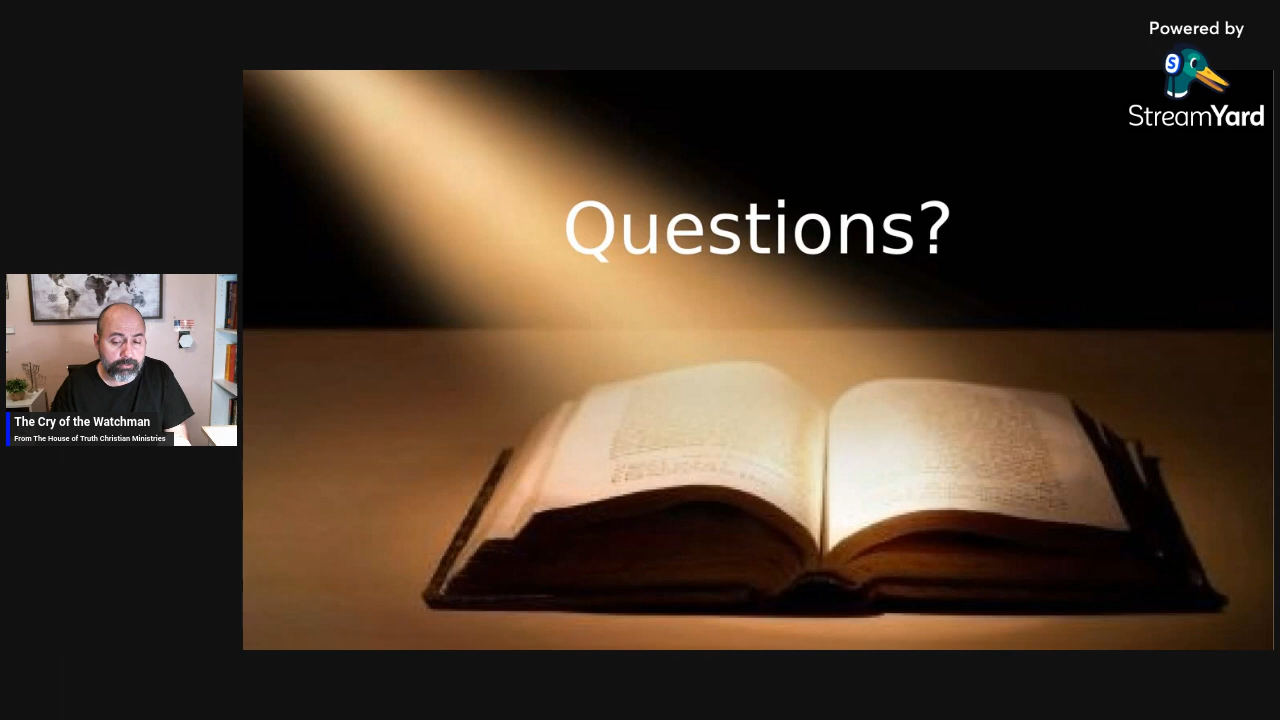 Powered by
StreamYard
Questions?
The Cry of the Watchman
From The House of Truth Christian Ministries